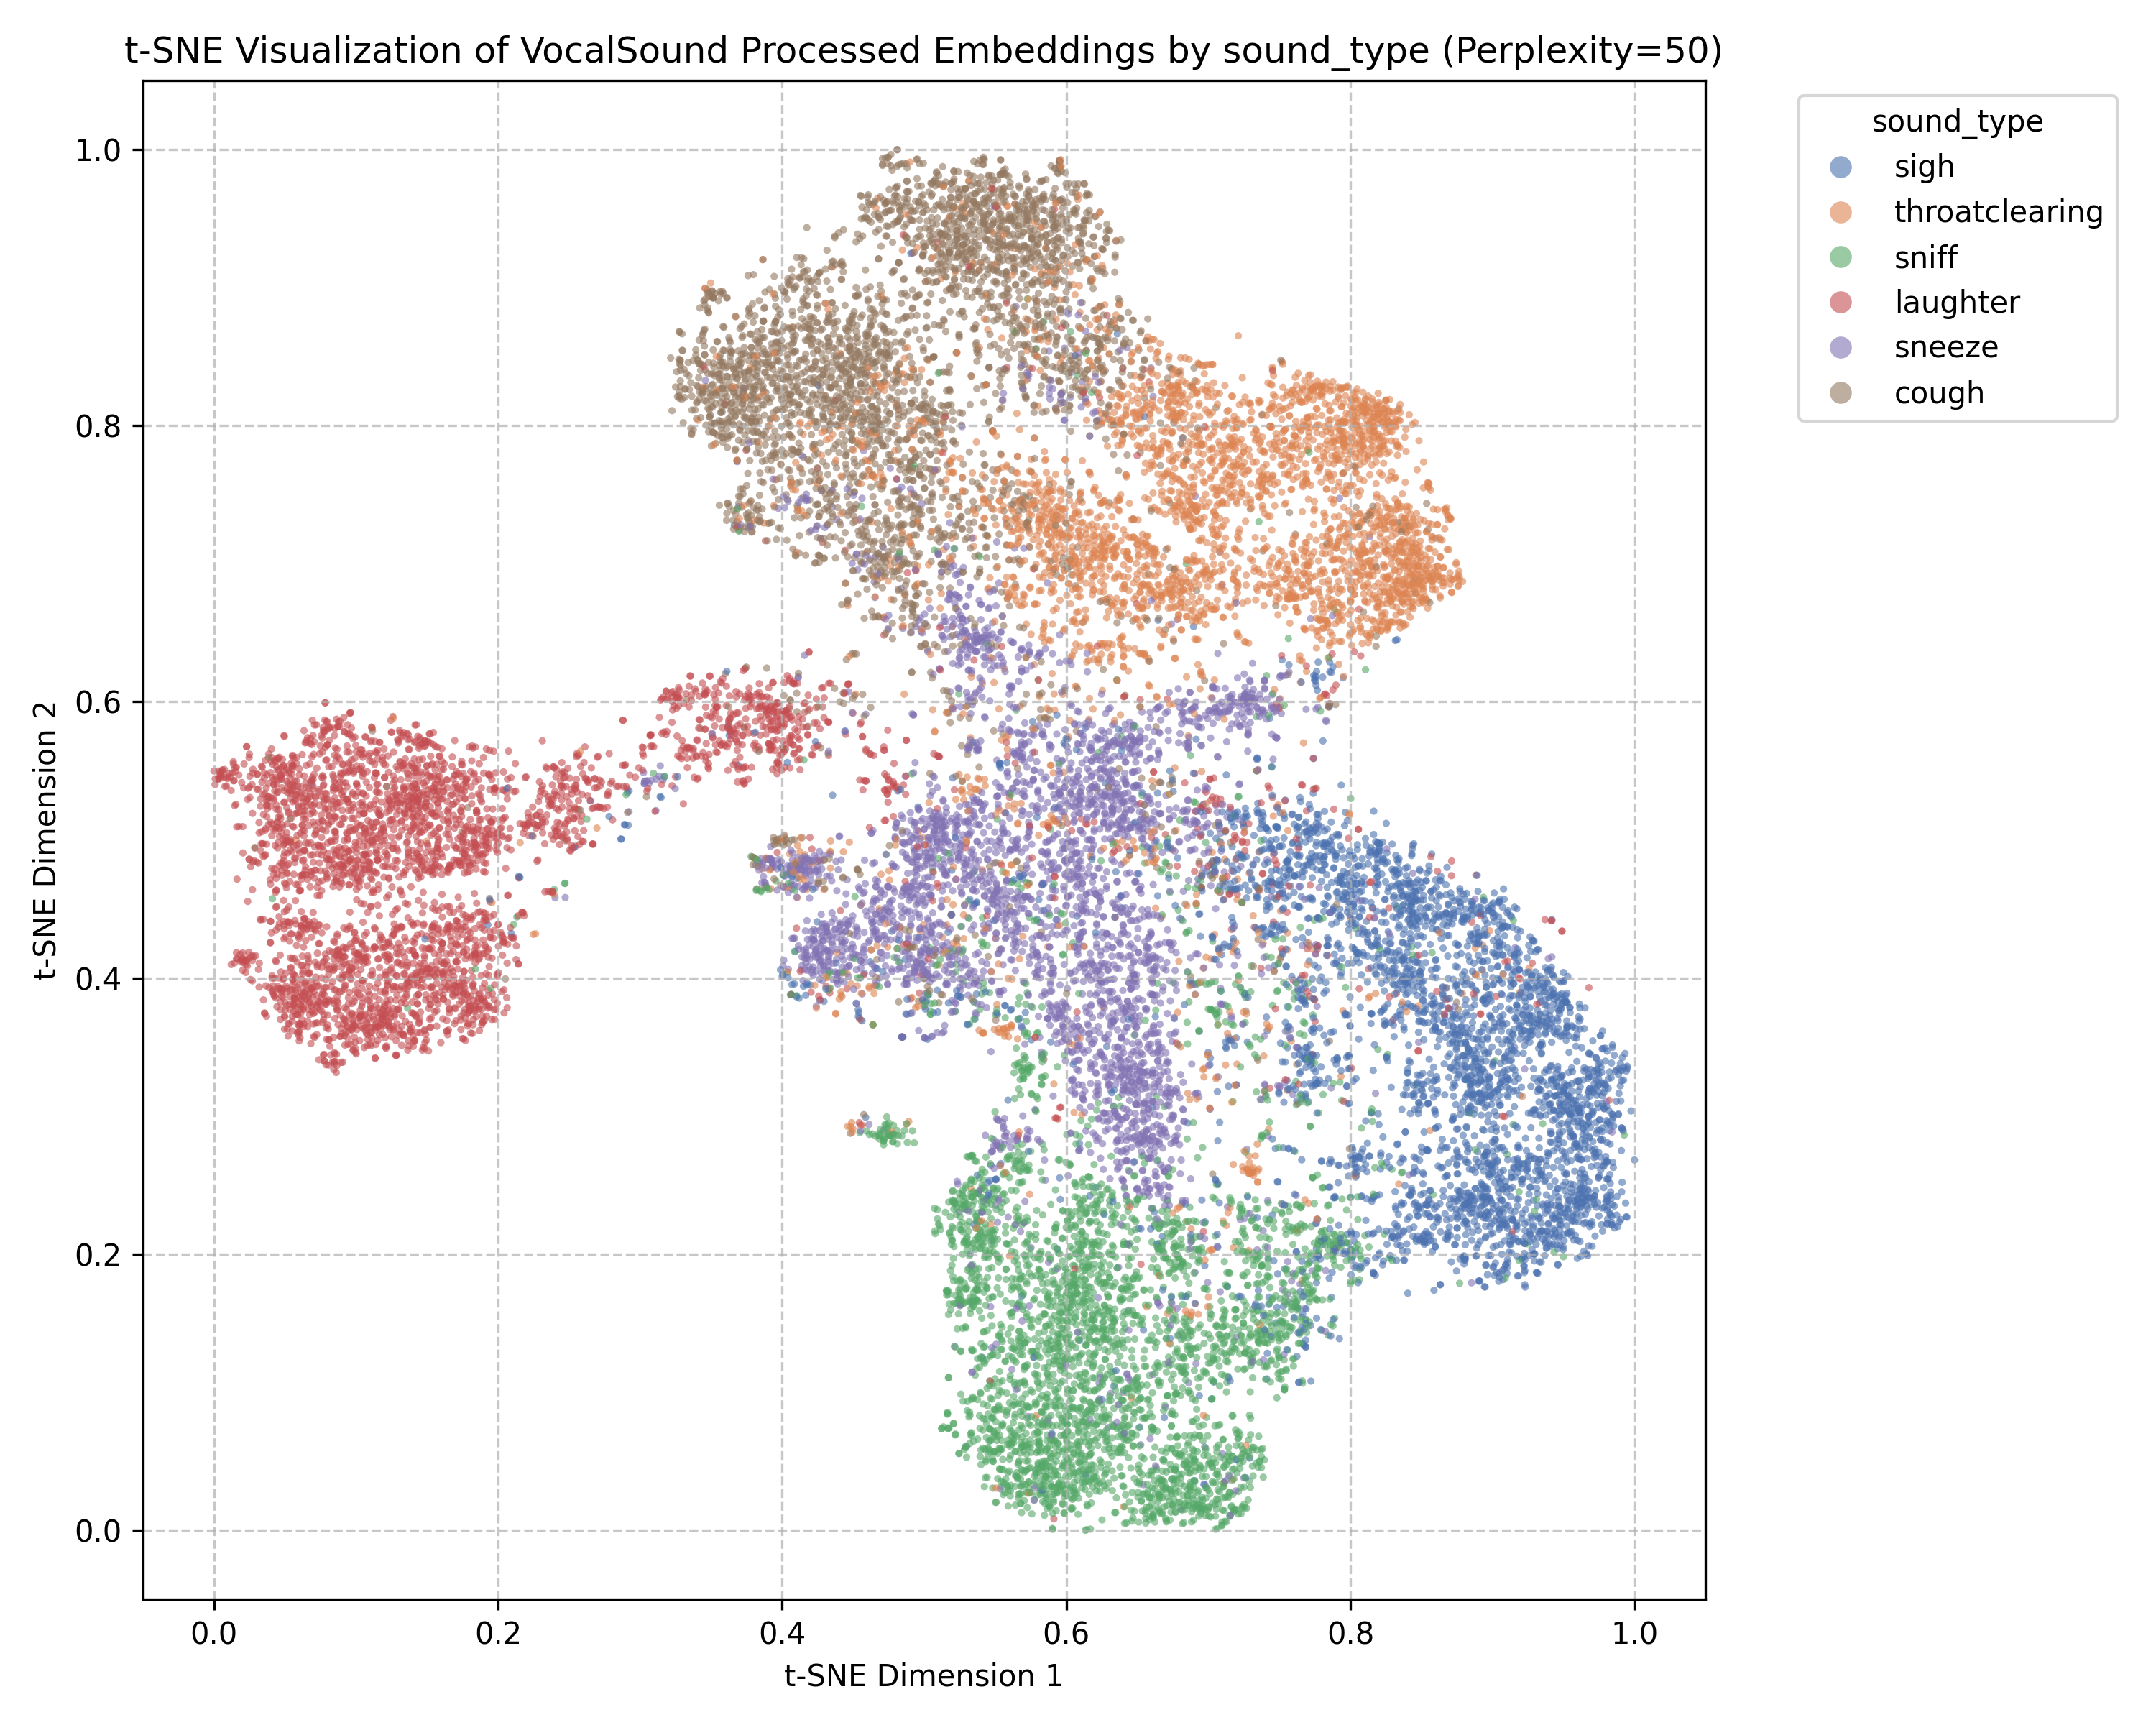 t-SNE Visualization of VocalSound Processed Embeddings by sound_type (Perplexity=50)
sound_type
sigh
throatclearing
sniff
laughter
sneeze
cough
t-SNE Dimension 2
1.0
0.8
0.6
0.4
0.2
0.0
0.0 0.2 0.4 0.6 0.8 1.0
t-SNE Dimension 1